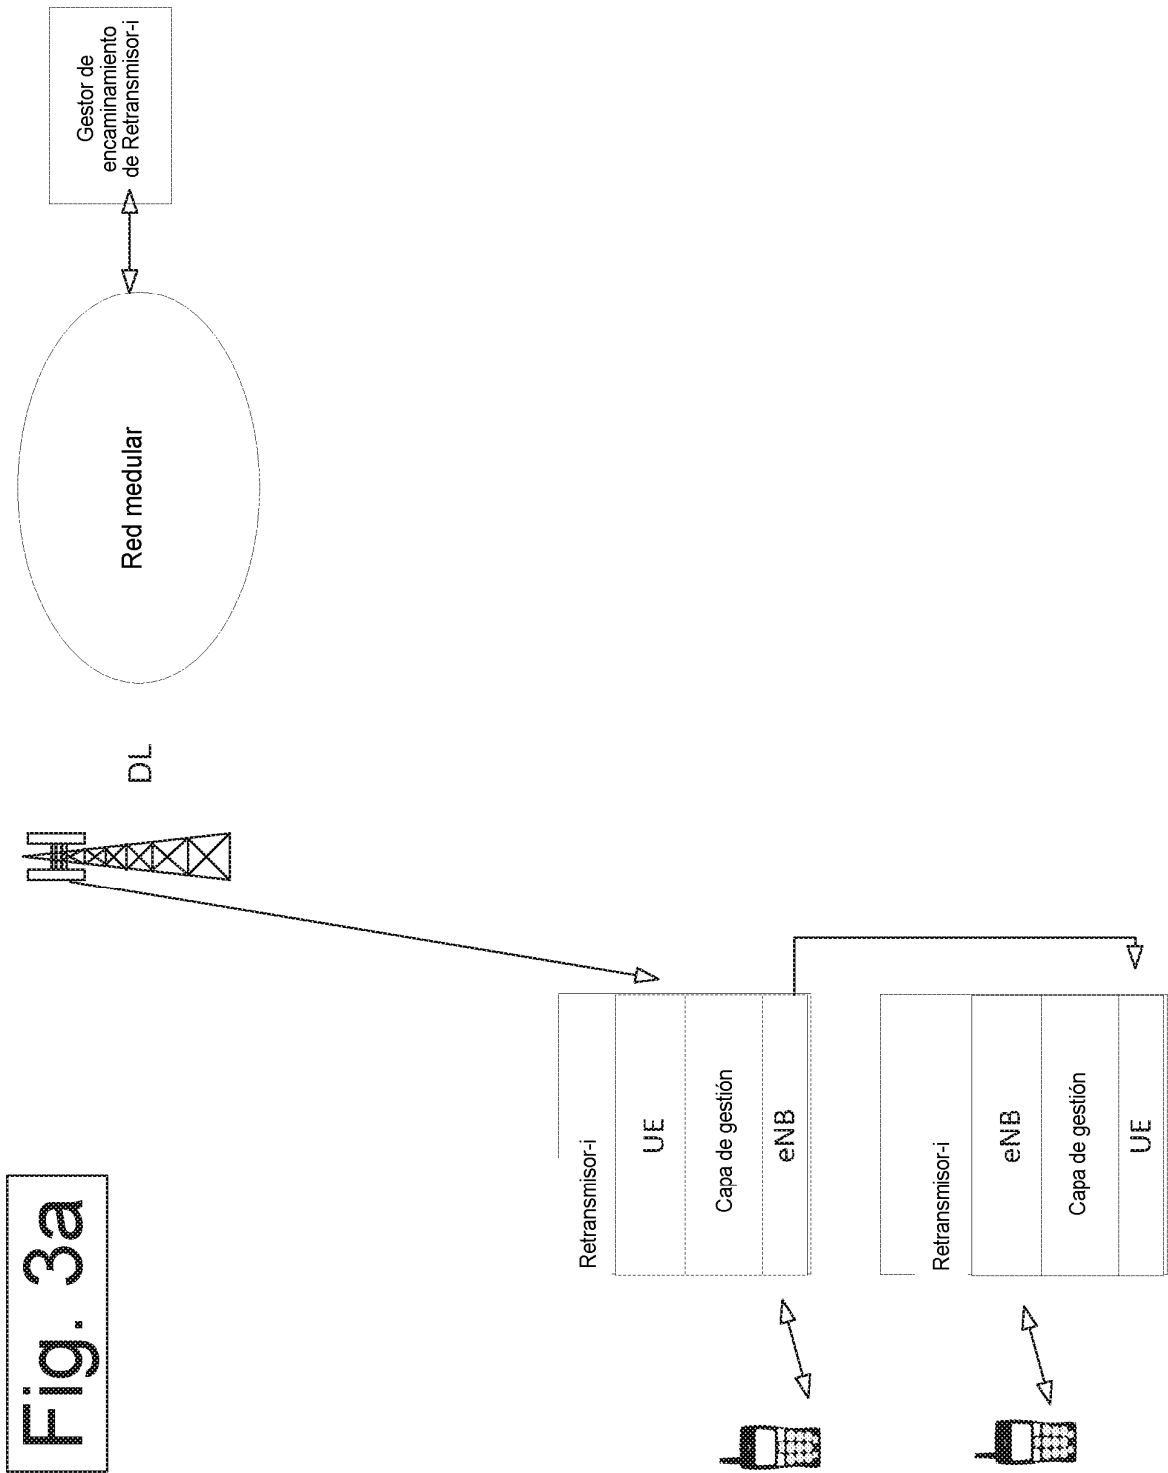 Fig. 3a
Gestor de
encaminamiento
de Retransmisor-i
Red medular
DL
Retransmisor-i
UE
Capa de gestión
eNB
Retransmisor-i
eNB
Capa de gestión
UE